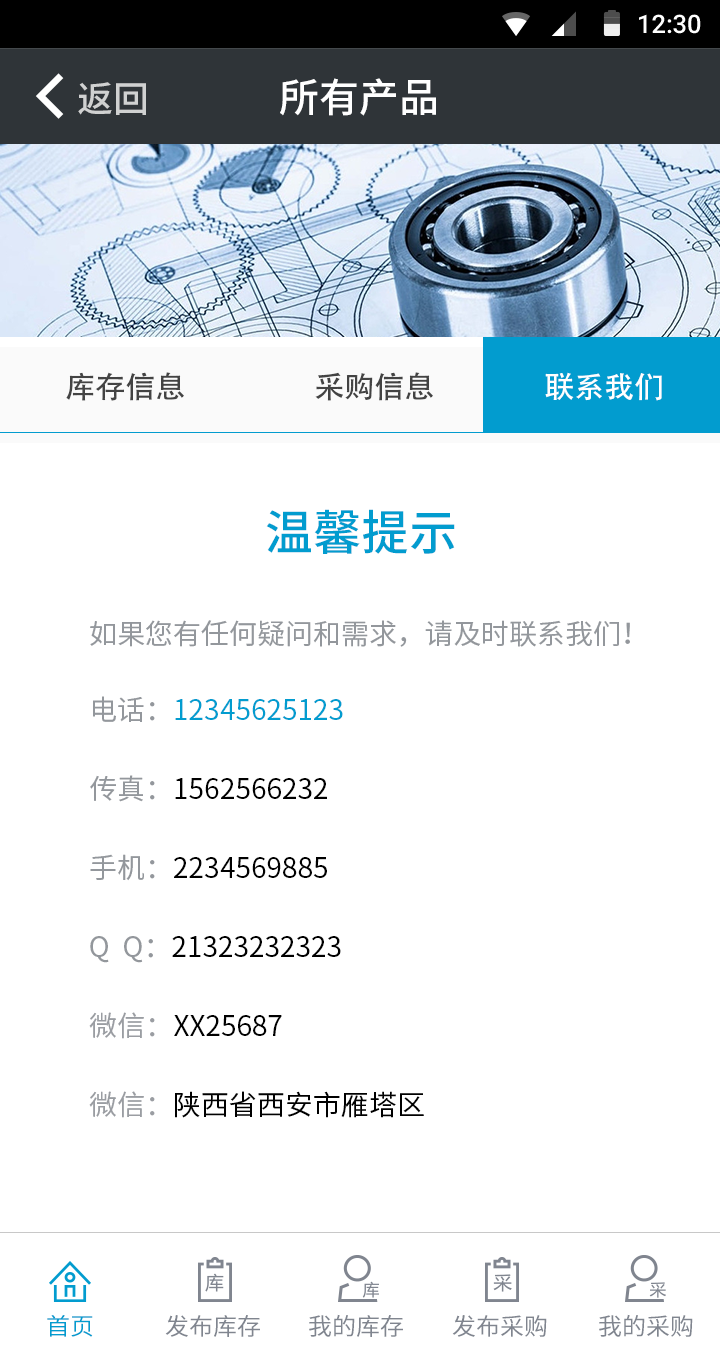 12:30
返回 所有产品
库存信息 采购信息 联系我们
温馨提示
如果您有任何疑问和需求，请及时联系我们！
电话：12345625123
传真：1562566232
手机：2234569885
Q Q：21323232323
微信：XX25687
微信：陕西省西安市雁塔区
库 库 采 采
首页 发布库存 我的库存 发布采购 我的采购